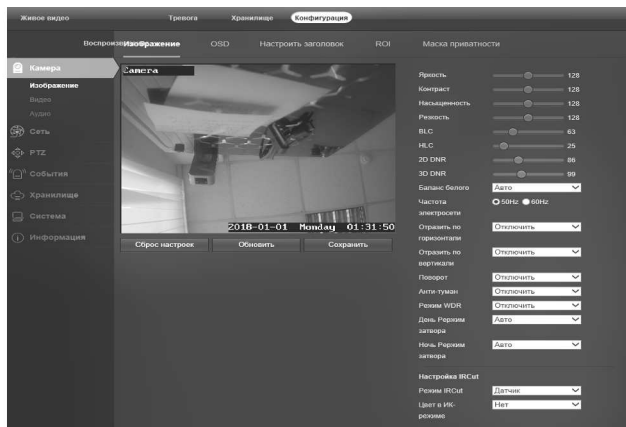 Живое видео
Тревога
Хранилище
Конфигурация
Изображение
OSD
Настроить заголовок
ROI
Маска приватности
Камера
Изображение
Видео
Аудио
Сеть
PTZ
События
Хранилище
Система
Информация
Camera
2018-01-01 Monday 01:31:50
Сброс настроек
Обновить
Сохранить
Яркость 128
Контраст 128
Насыщенность 128
Резкость 128
BLC 63
HLC 25
2D DNR 86
3D DNR 99
Баланс белого Авто
Частота 50Hz 60Hz
электросети
Отразить по Отключить
горизонтали
Отразить по Отключить
вертикали
Поворот Отключить
Анти-туман Отключить
Режим WDR Отключить
День Рержим Авто
затвора
Ночь Рержим Авто
затвора
Настройка IRCut
Режим IRCut Датчик
Цвет в ИК- Нет
режиме